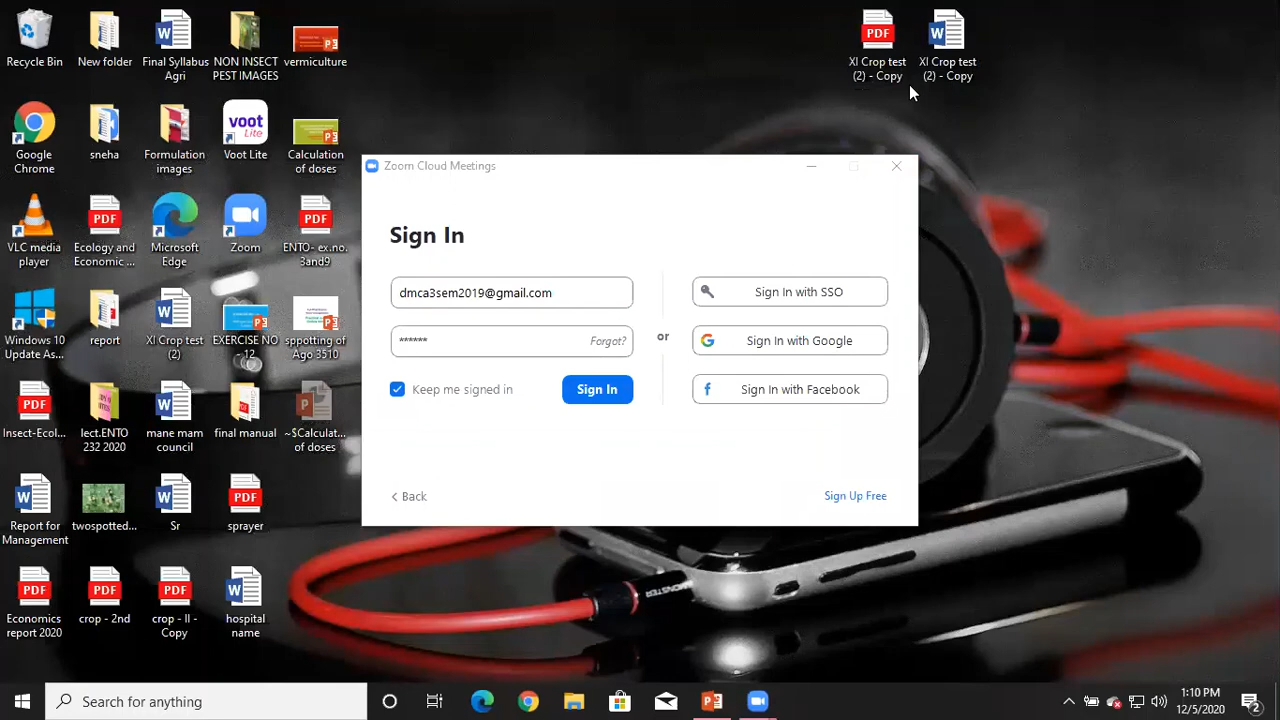 Recycle Bin
New folder
Final Syllabus
Agri
NON INSECT
PEST IMAGES
vermiculture
XI Crop test
(2) - Copy
XI Crop test
(2) - Copy
Google
Chrome
sneha
Formulation
images
voot
Lite
Voot Lite
Calculation
of doses
VLC media
player
Ecology and
Economic ...
Microsoft
Edge
Zoom
ENTO- ex.no.
3and9
Windows 10
Update As...
report
XI Crop test
(2)
EXERCISE NO
- 12
sppotting of
Ago 3510
Insect-Ecol...
lect.ENTO
232 2020
mane mam
council
final manual
~$Calculat...
of doses
Report for
Management
twospotted...
Sr
sprayer
Economics
report 2020
crop - 2nd
crop - II -
Copy
hospital
name
Zoom Cloud Meetings
Sign In
dmca3sem2019@gmail.com
****** Forgot?
Keep me signed in
Sign In
or
Sign In with SSO
Sign In with Google
Sign In with Facebook
Back
Sign Up Free
Search for anything
1:10 PM
12/5/2020
2